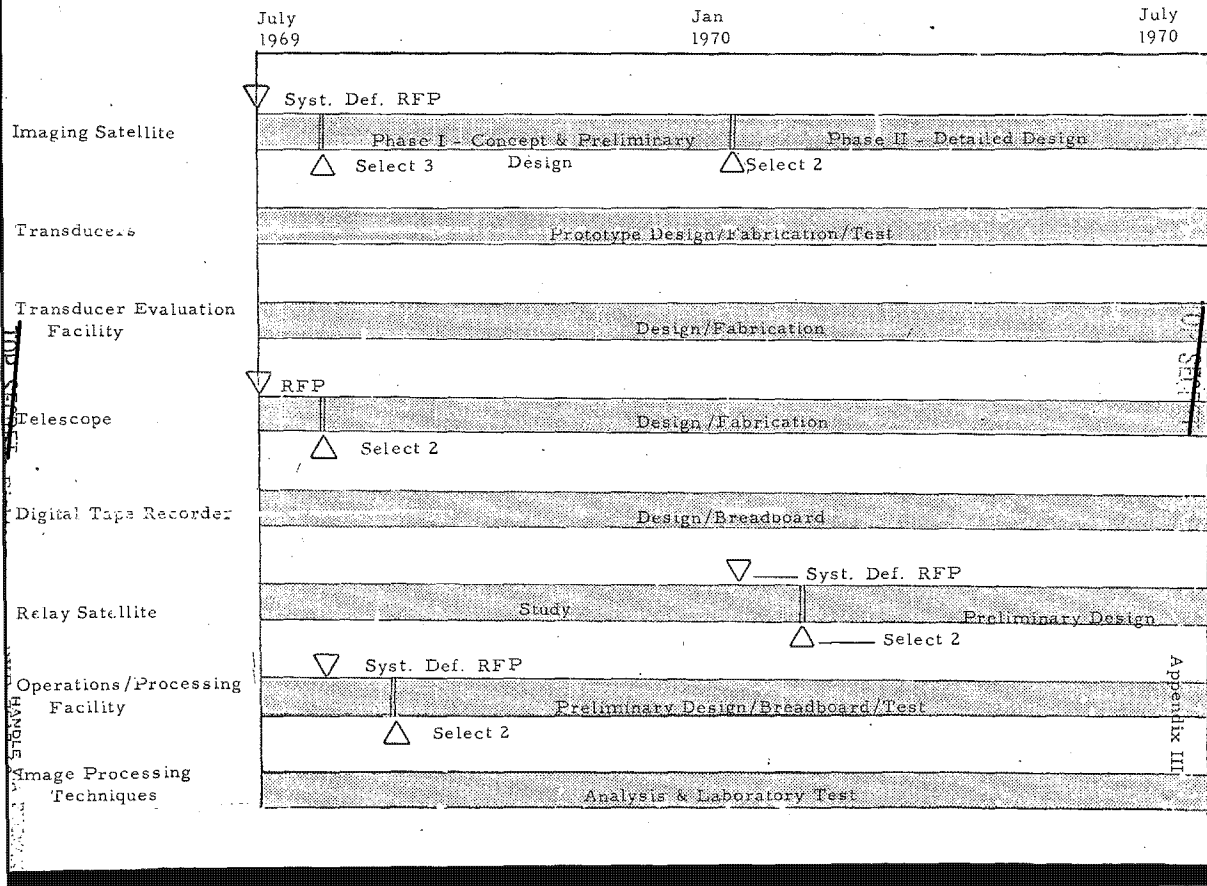 July Jan July
1969 1970 1970
Syst. Def. RFP
Imaging Satellite
Phase I - Concept & Preliminary
Design
Phase II - Detailed Design
Select 3
Select 2
Transducers
Prototype Design/Fabrication/Test
Transducer Evaluation
Facility
Design/Fabrication
RFP
Telescope
Design/Fabrication
Select 2
Digital Tape Recorder
Design/Breadboard
Syst. Def. RFP
Relay Satellite
Study
Preliminary Design
Select 2
Syst. Def. RFP
Operations/Processing
Facility
Preliminary Design/Breadboard/Test
Select 2
Image Processing
Techniques
Analysis & Laboratory Test
Appendix III
TOP
HANDLE